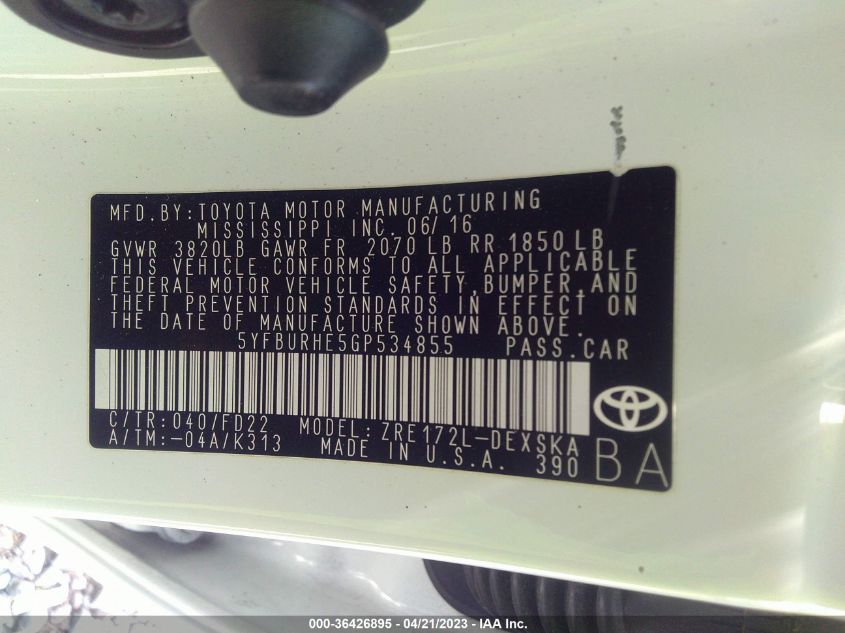 MFD.BY:TOYOTA MOTOR MANUFACTURING
MISSISSIPPI INC. 06/16
GVWR 3820LB GAWR FR 2070LB RR 1850LB
THIS VEHICLE CONFORMS TO ALL APPLICABLE
FEDERAL MOTOR VEHICLE SAFETY, BUMPER, AND
THEFT PREVENTION STANDARDS IN EFFECT ON
THE DATE OF MANUFACTURE SHOWN ABOVE.
5YFBURHE5GP534855 PASS.CAR
C/TR: 040/FD22 MODEL: ZRE172L-DEXSKA
A/TM:-04A/K313 MADE IN U.S.A. 390 BA
000-36426895 - 04/21/2023 - IAA Inc.